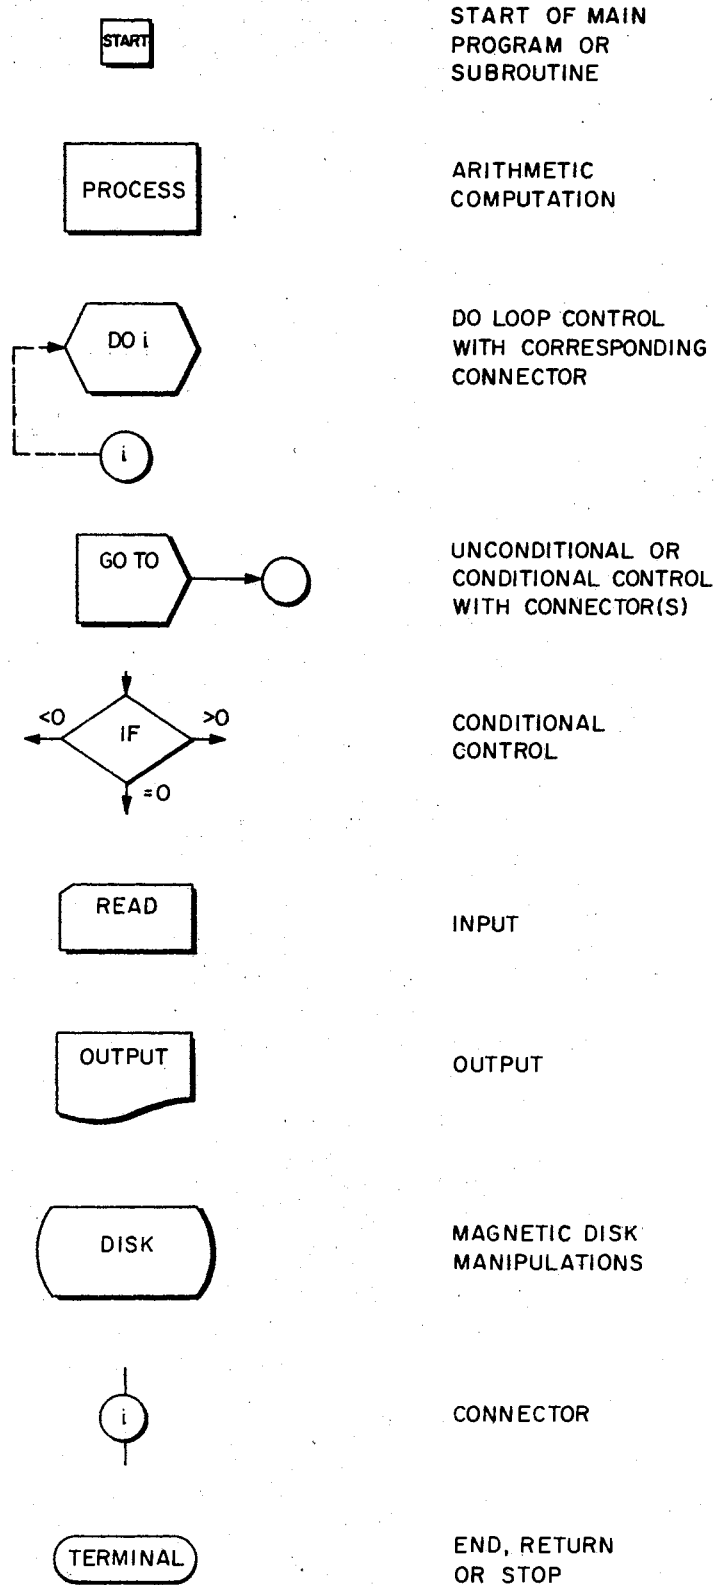 START
START OF MAIN
PROGRAM OR
SUBROUTINE
PROCESS
ARITHMETIC
COMPUTATION
DO i
i
DO LOOP CONTROL
WITH CORRESPONDING
CONNECTOR
GO TO
UNCONDITIONAL OR
CONDITIONAL CONTROL
WITH CONNECTOR(S)
<0
IF
>0
=0
CONDITIONAL
CONTROL
READ
INPUT
OUTPUT
OUTPUT
DISK
MAGNETIC DISK
MANIPULATIONS
i
CONNECTOR
TERMINAL
END, RETURN
OR STOP